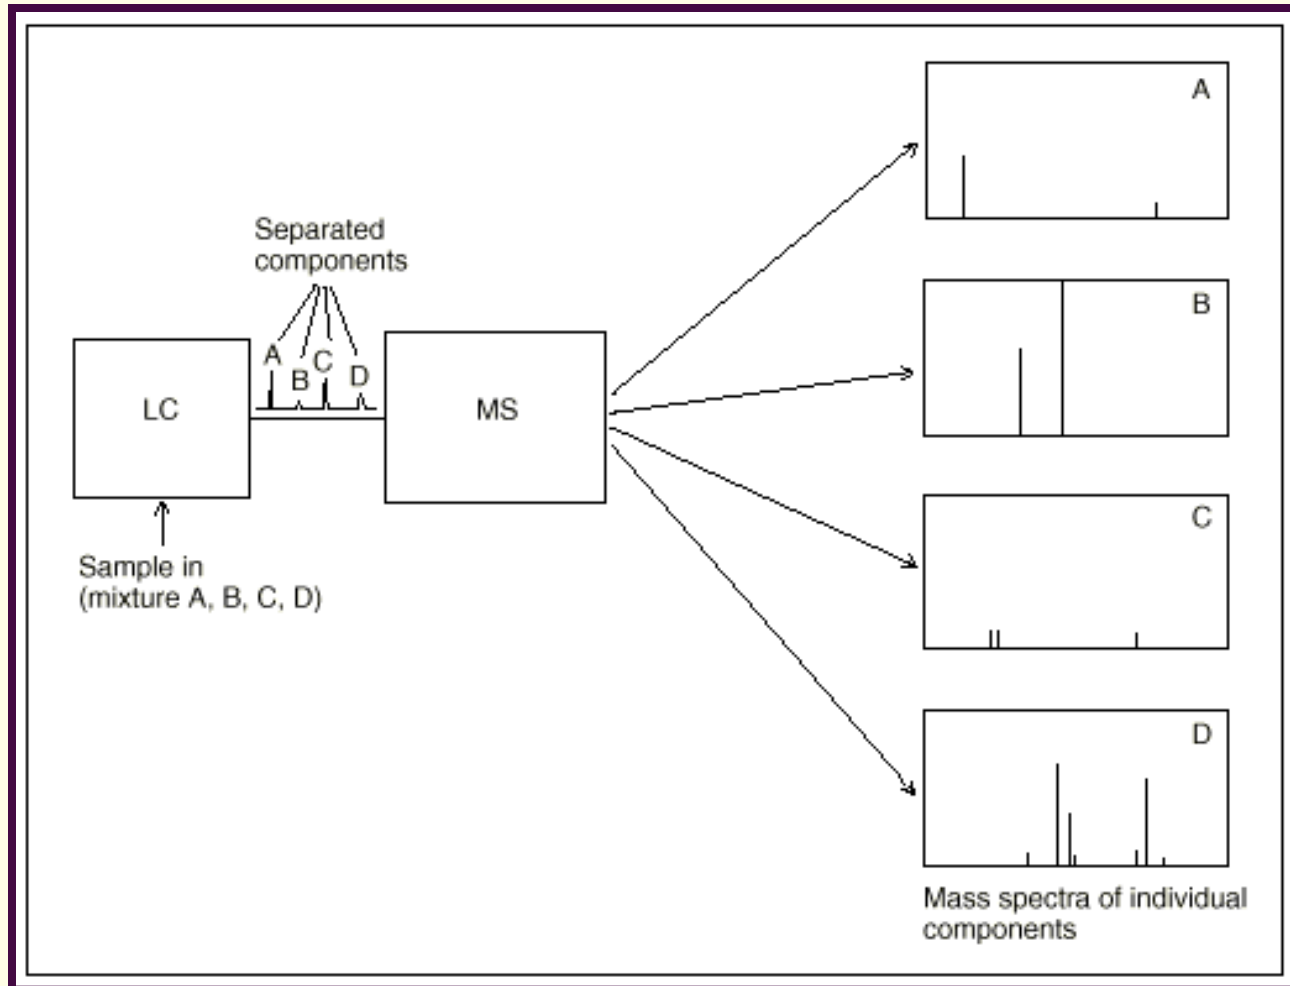 Separated
components
A
B
C
D
LC
MS
Sample in
(mixture A, B, C, D)
A
B
C
D
Mass spectra of individual
components